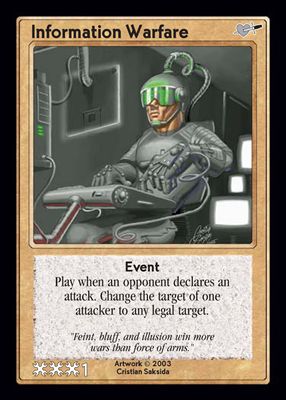 Information Warfare
Event
Play when an opponent declares an
attack. Change the target of one
attacker to any legal target.
"Feint, bluff, and illusion win more
wars than force of arms."
Artwork © 2003
Cristian Saksida
1